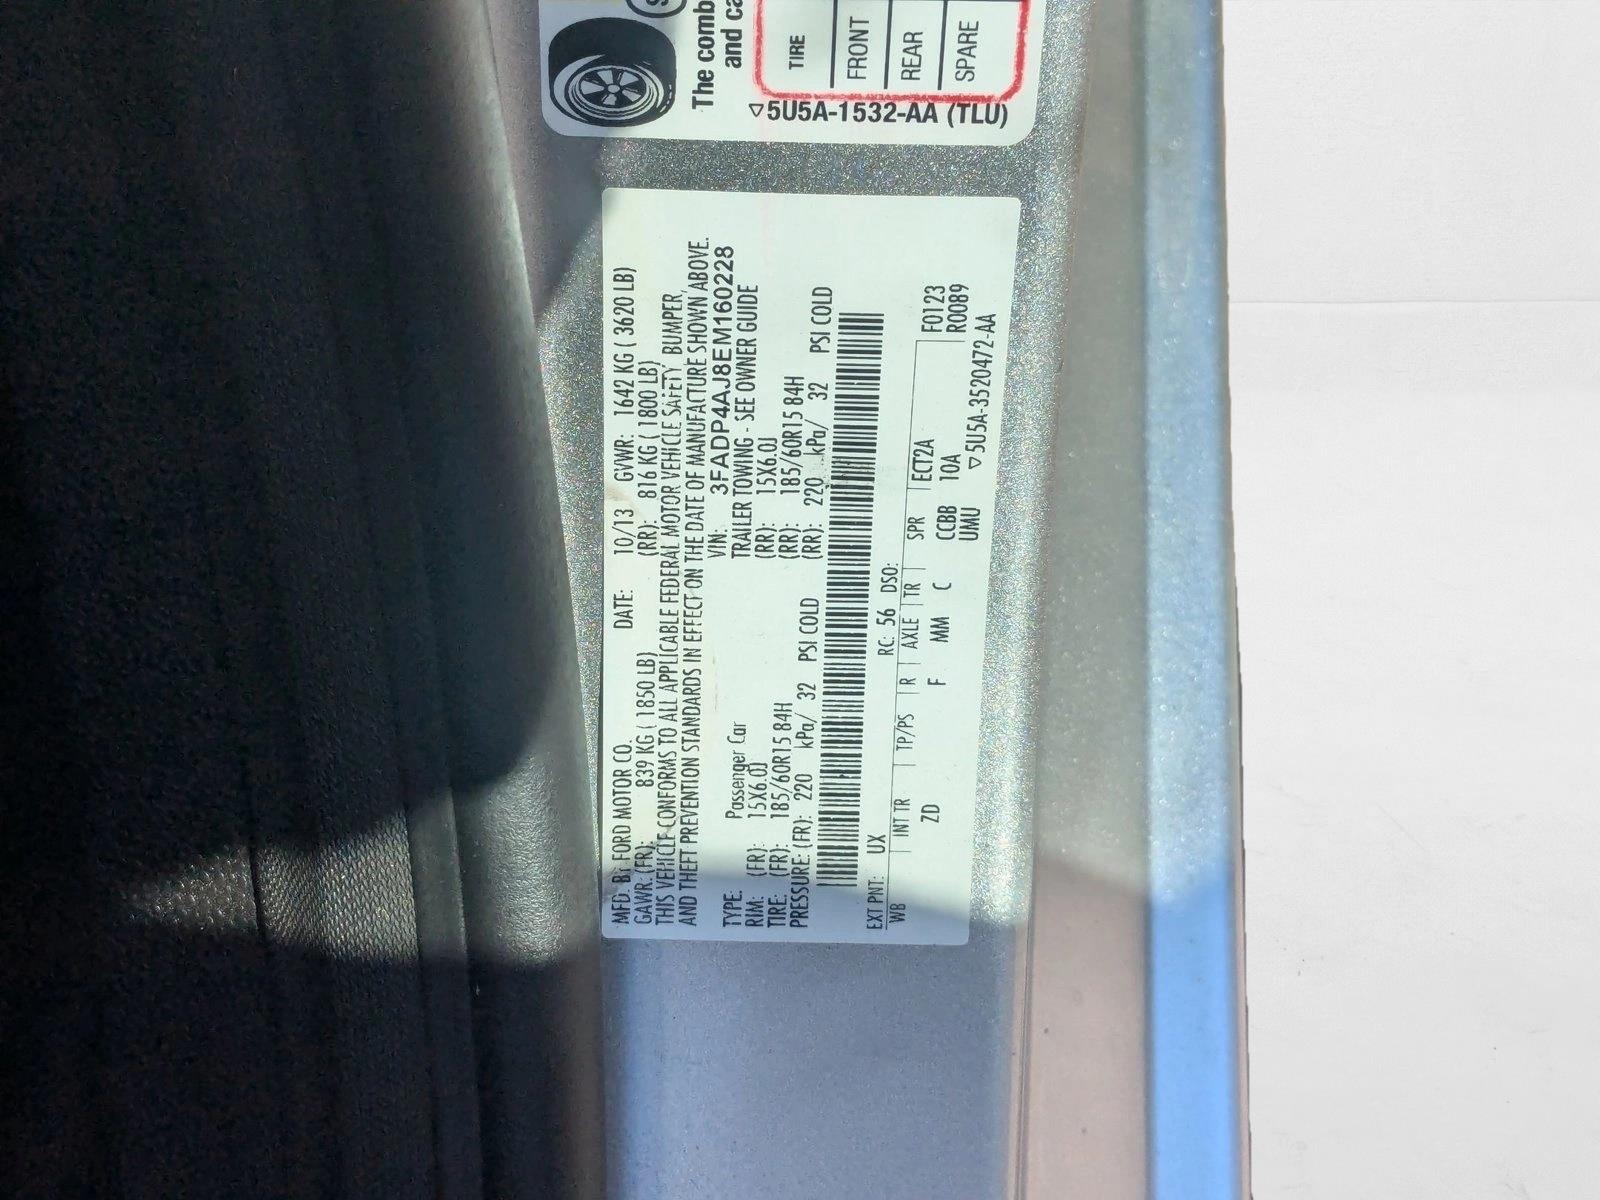 The comb
and ca
TIRE
FRONT
REAR
SPARE
▽5U5A-1532-AA (TLU)
MFD. BY FORD MOTOR CO. DATE: 10/13 GVWR: 1642 KG ( 3620 LB)
GAWR: (FR): 839 KG ( 1850 LB) (RR): 816 KG ( 1800 LB)
THIS VEHICLE CONFORMS TO ALL APPLICABLE FEDERAL MOTOR VEHICLE SAFETY, BUMPER,
AND THEFT PREVENTION STANDARDS IN EFFECT ON THE DATE OF MANUFACTURE SHOWN ABOVE.
VIN: 3FADP4AJ8EM160228
TYPE: Passenger Car TRAILER TOWING - SEE OWNER GUIDE
RIM: (FR): 15X6.0J (RR): 15X6.0J
TIRE: (FR): 185/60R15 84H (RR): 185/60R15 84H
PRESSURE: (FR): 220 kPa/ 32 PSI COLD (RR): 220 kPa/ 32 PSI COLD
EXT PNT: UX RC: 56 DSO:
WB INT TR TP/PS R AXLE TR SPR ECT2A F0123
ZD F MM C CCBB 10A R0089
UMU ▽5U5A-3520472-AA